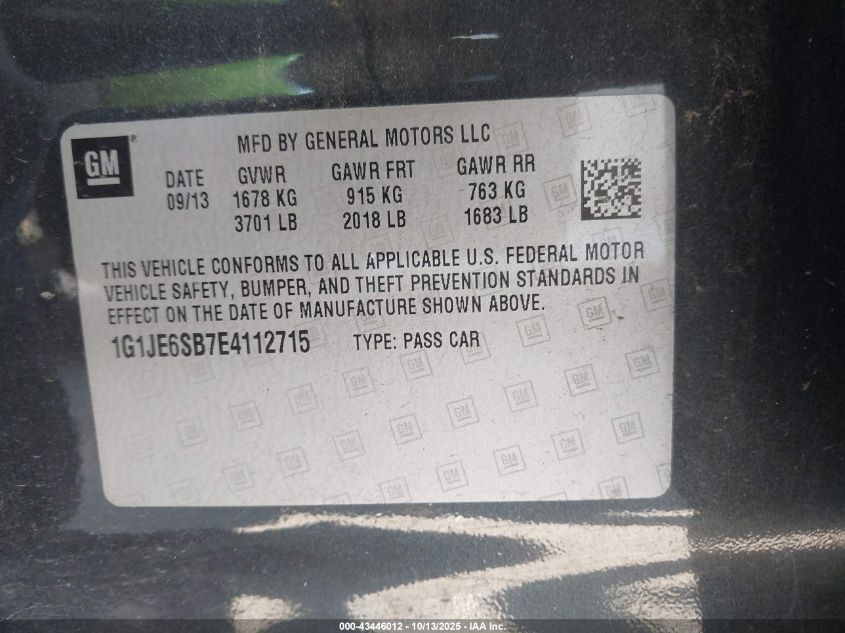 GM
®
MFD BY GENERAL MOTORS LLC
DATE GVWR GAWR FRT GAWR RR
09/13 1678 KG 915 KG 763 KG
3701 LB 2018 LB 1683 LB
THIS VEHICLE CONFORMS TO ALL APPLICABLE U.S. FEDERAL MOTOR
VEHICLE SAFETY, BUMPER, AND THEFT PREVENTION STANDARDS IN
EFFECT ON THE DATE OF MANUFACTURE SHOWN ABOVE.
1G1JE6SB7E4112715 TYPE: PASS CAR
000-43446012 - 10/13/2025 - IAA Inc.